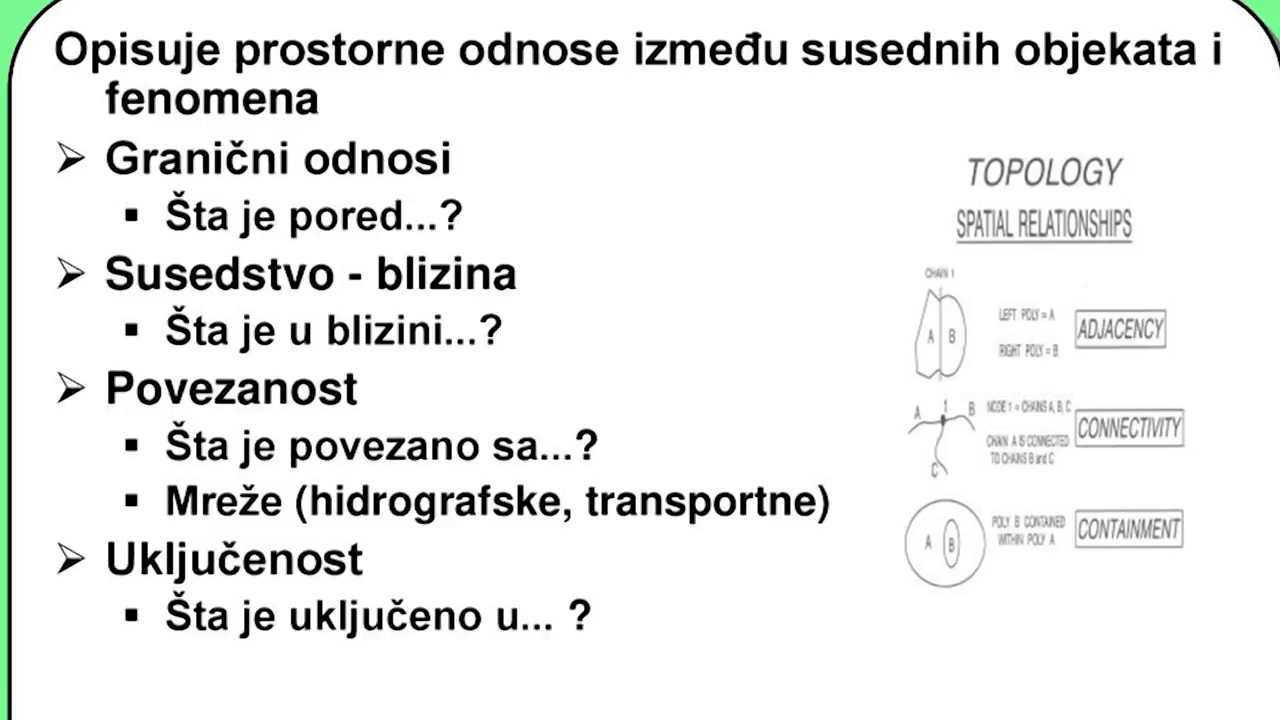 Opisuje prostorne odnose između susednih objekata i
fenomena
➢ Granični odnosi
▪ Šta je pored...?
➢ Susedstvo - blizina
▪ Šta je u blizini...?
➢ Povezanost
▪ Šta je povezano sa...?
▪ Mreže (hidrografske, transportne)
➢ Uključenost
▪ Šta je uključeno u... ?
TOPOLOGY
SPATIAL RELATIONSHIPS
CHAIN 1
A B
LEFT POLY = A
RIGHT POLY = B
ADJACENCY
A 1 B
C
NODE 1 = CHAINS A, B, C
CHAIN A IS CONNECTED
TO CHAINS B and C
CONNECTIVITY
A B
POLY B CONTAINED
WITHIN POLY A
CONTAINMENT